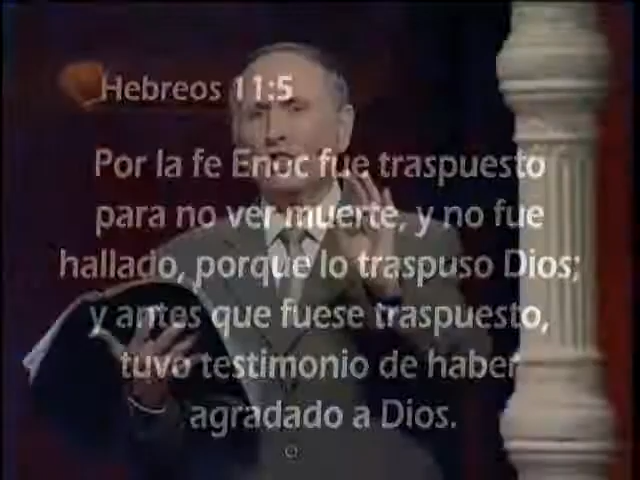 Hebreos 11:5
Por la fe Enoc fue traspuesto
para no ver muerte, y no fue
hallado, porque lo traspuso Dios;
y antes que fuese traspuesto,
tuvo testimonio de haber
agradado a Dios.